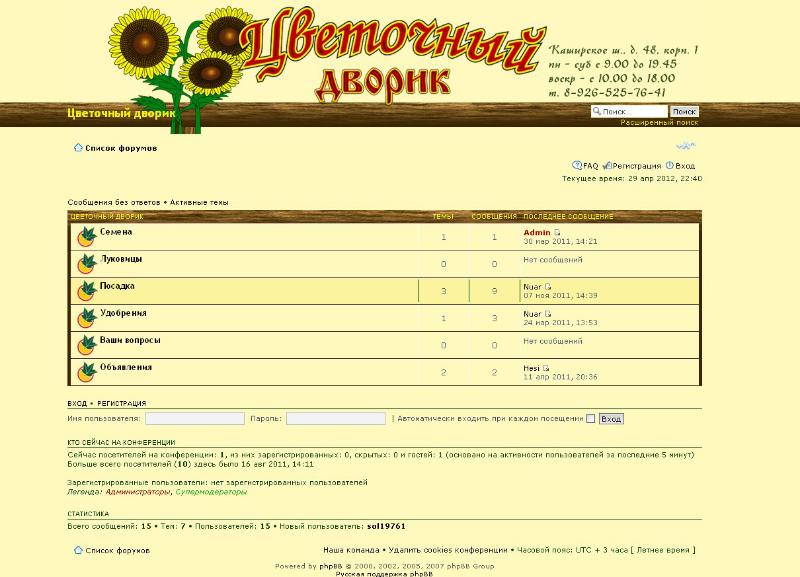 Цветочный
дворик
Каширское ш., д. 48, корп. 1
пн - суб с 9.00 до 19.45
воскр - с 10.00 до 18.00
т. 8-926-525-76-41
Цветочный дворик
Поиск… Поиск
Расширенный поиск
Список форумов
FAQ Регистрация Вход
Текущее время: 29 апр 2012, 22:40
Сообщения без ответов • Активные темы
ЦВЕТОЧНЫЙ ДВОРИК ТЕМЫ СООБЩЕНИЯ ПОСЛЕДНЕЕ СООБЩЕНИЕ
Семена 1 1 Admin
30 мар 2011, 14:21
Луковицы 0 0 Нет сообщений
Посадка 3 9 Nuar
07 ноя 2011, 14:39
Удобрения 1 3 Nuar
24 мар 2011, 13:53
Ваши вопросы 0 0 Нет сообщений
Объявления 2 2 Hesi
11 апр 2011, 20:36
ВХОД • РЕГИСТРАЦИЯ
Имя пользователя: Пароль: | Автоматически входить при каждом посещении Вход
КТО СЕЙЧАС НА КОНФЕРЕНЦИИ
Сейчас посетителей на конференции: 1, из них зарегистрированных: 0, скрытых: 0 и гостей: 1 (основано на активности пользователей за последние 5 минут)
Больше всего посетителей (10) здесь было 16 авг 2011, 14:11
Зарегистрированные пользователи: нет зарегистрированных пользователей
Легенда: Администраторы, Супермодераторы
СТАТИСТИКА
Всего сообщений: 15 • Тем: 7 • Пользователей: 15 • Новый пользователь: sol19761
Список форумов Наша команда • Удалить cookies конференции • Часовой пояс: UTC + 3 часа [ Летнее время ]
Powered by phpBB © 2000, 2002, 2005, 2007 phpBB Group
Русская поддержка phpBB